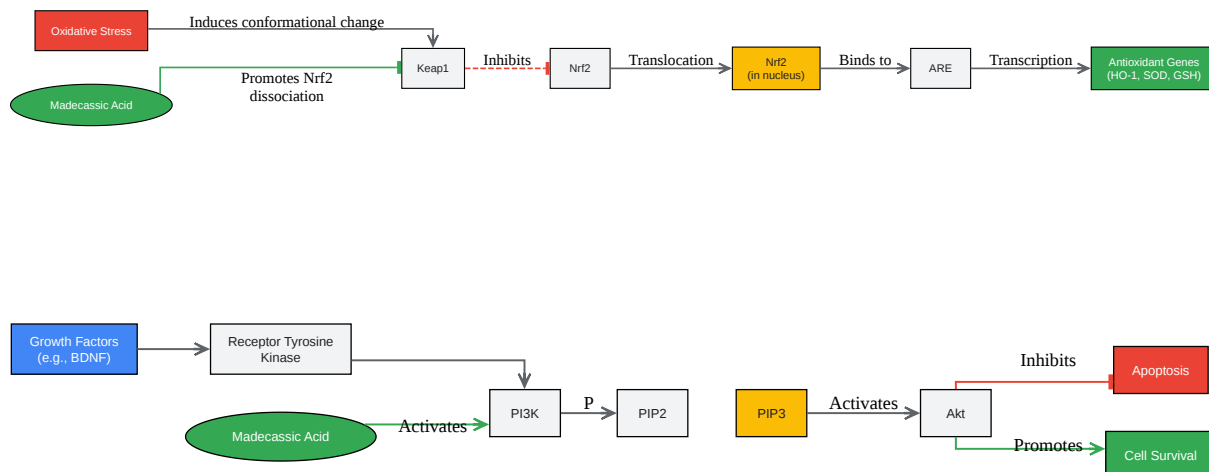 Oxidative Stress
Induces conformational change
Keap1
Inhibits
Nrf2
Translocation
Nrf2
(in nucleus)
Binds to
ARE
Transcription
Antioxidant Genes
(HO-1, SOD, GSH)
Madecassic Acid
Promotes Nrf2
dissociation
Growth Factors
(e.g., BDNF)
Receptor Tyrosine
Kinase
Madecassic Acid
Activates
PI3K
P
PIP2
PIP3
Activates
Akt
Inhibits
Apoptosis
Promotes
Cell Survival